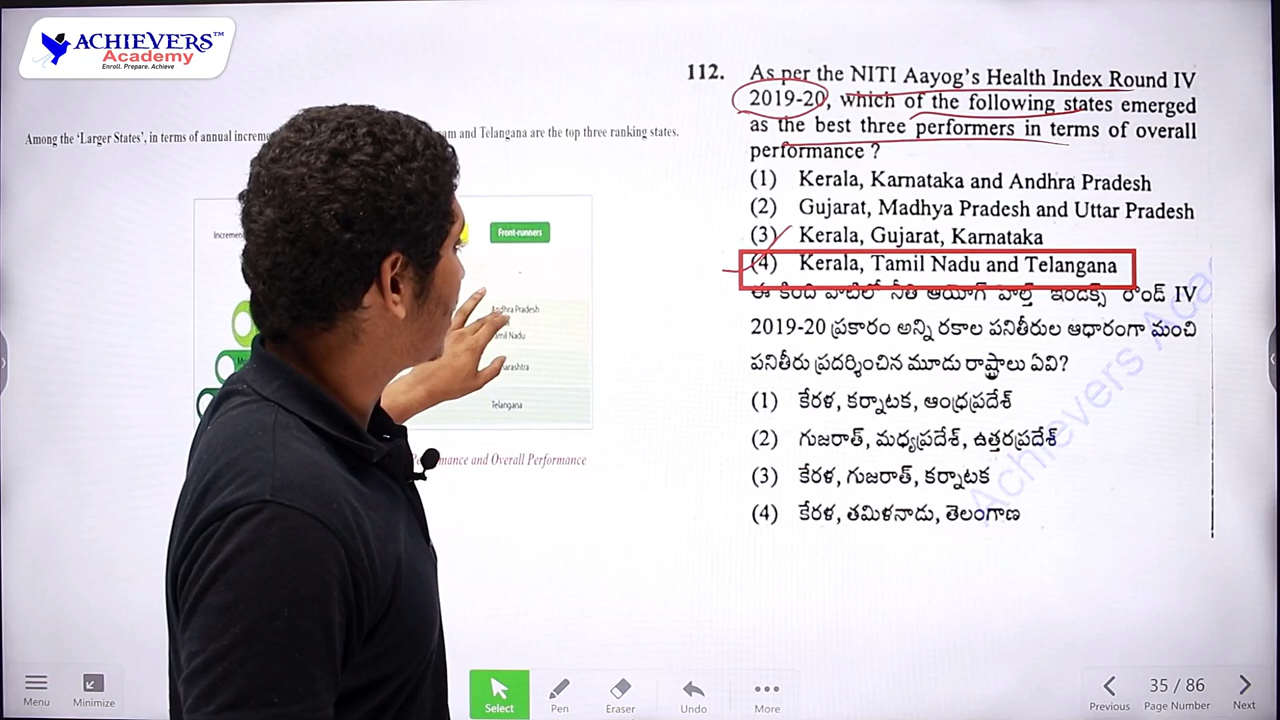 ACHIEVERS™
Academy
Enroll. Prepare. Achieve
Among the 'Larger States', in terms of annual and Telangana are the top three ranking states.
Front-runners
Andhra Pradesh
Tamil Nadu
Telangana
and Overall Performance
112. As per the NITI Aayog's Health Index Round IV
2019-20, which of the following states emerged
as the best three performers in terms of overall
performance ?
(1) Kerala, Karnataka and Andhra Pradesh
(2) Gujarat, Madhya Pradesh and Uttar Pradesh
(3) Kerala, Gujarat, Karnataka
(4) Kerala, Tamil Nadu and Telangana
ఈ కింది వాటిలో నీతి ఆయోగ్ హెల్త్ ఇండెక్స్ రౌండ్ IV
2019-20 ప్రకారం అన్ని రకాల పనితీరుల ఆధారంగా మంచి
పనితీరు ప్రదర్శించిన మూడు రాష్ట్రాలు ఏవి?
(1) కేరళ, కర్నాటక, ఆంధ్రప్రదేశ్
(2) గుజరాత్, మధ్యప్రదేశ్, ఉత్తరప్రదేశ్
(3) కేరళ, గుజరాత్, కర్నాటక
(4) కేరళ, తమిళనాడు, తెలంగాణ
Achievers
Menu
Minimize
Select
Pen
Eraser
Undo
More
Previous
35 / 86
Page Number
Next